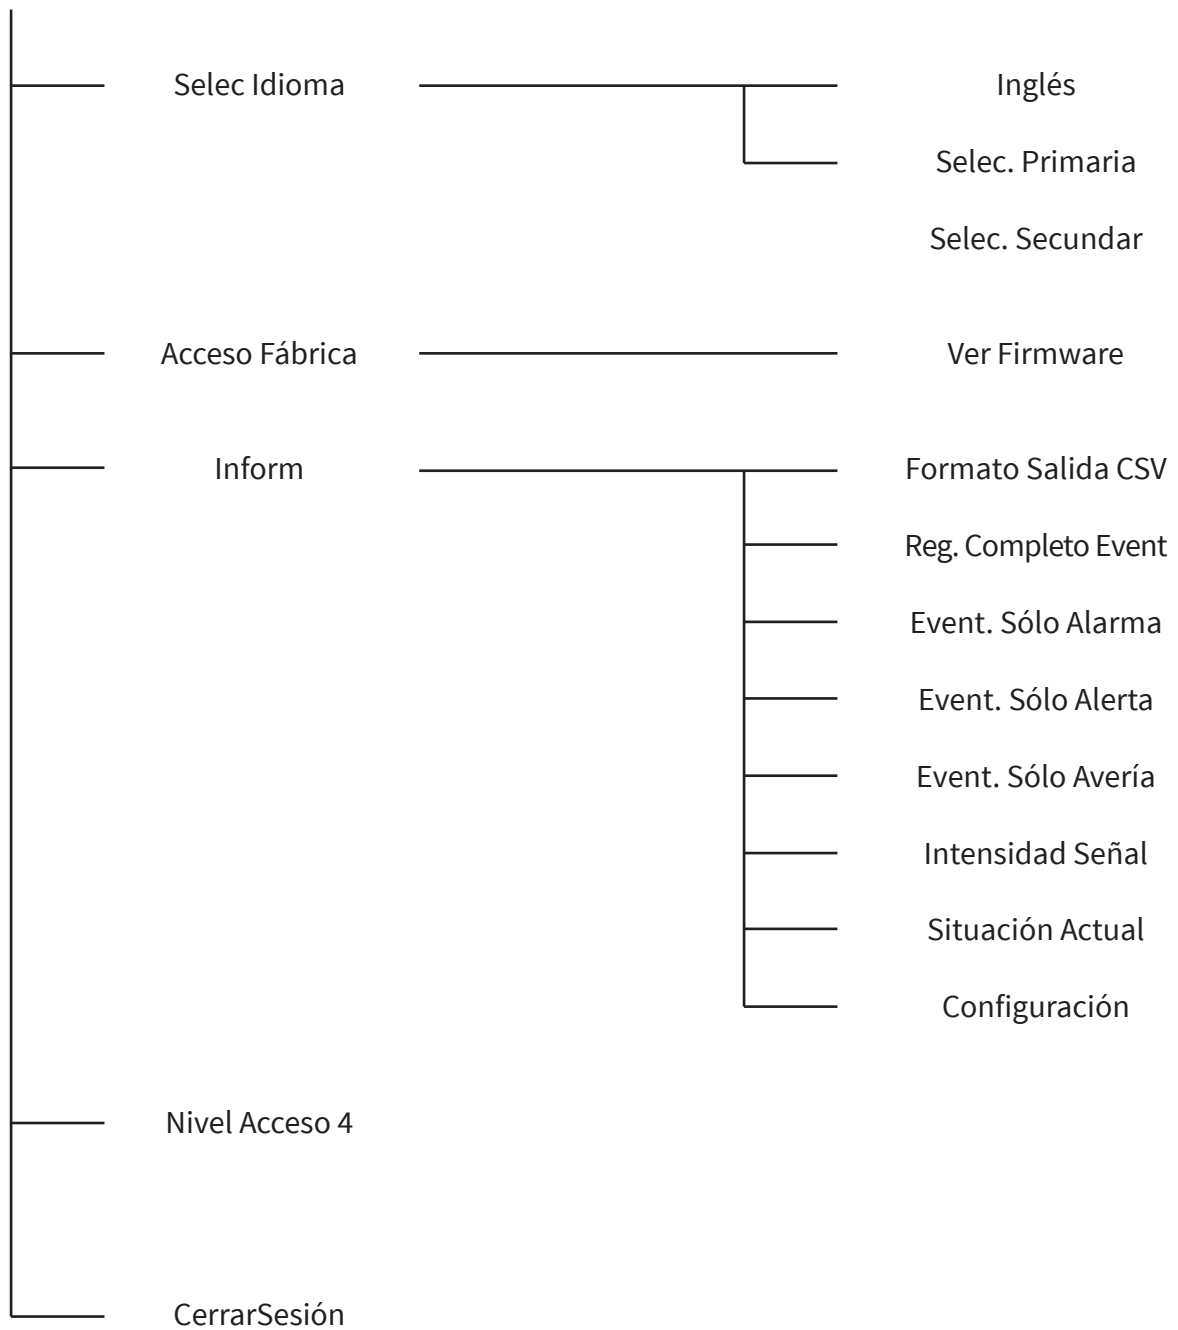 Selec Idioma
Inglés
Selec. Primaria
Selec. Secundar
Acceso Fábrica
Ver Firmware
Inform
Formato Salida CSV
Reg. Completo Event
Event. Sólo Alarma
Event. Sólo Alerta
Event. Sólo Avería
Intensidad Señal
Situación Actual
Configuración
Nivel Acceso 4
CerrarSesión